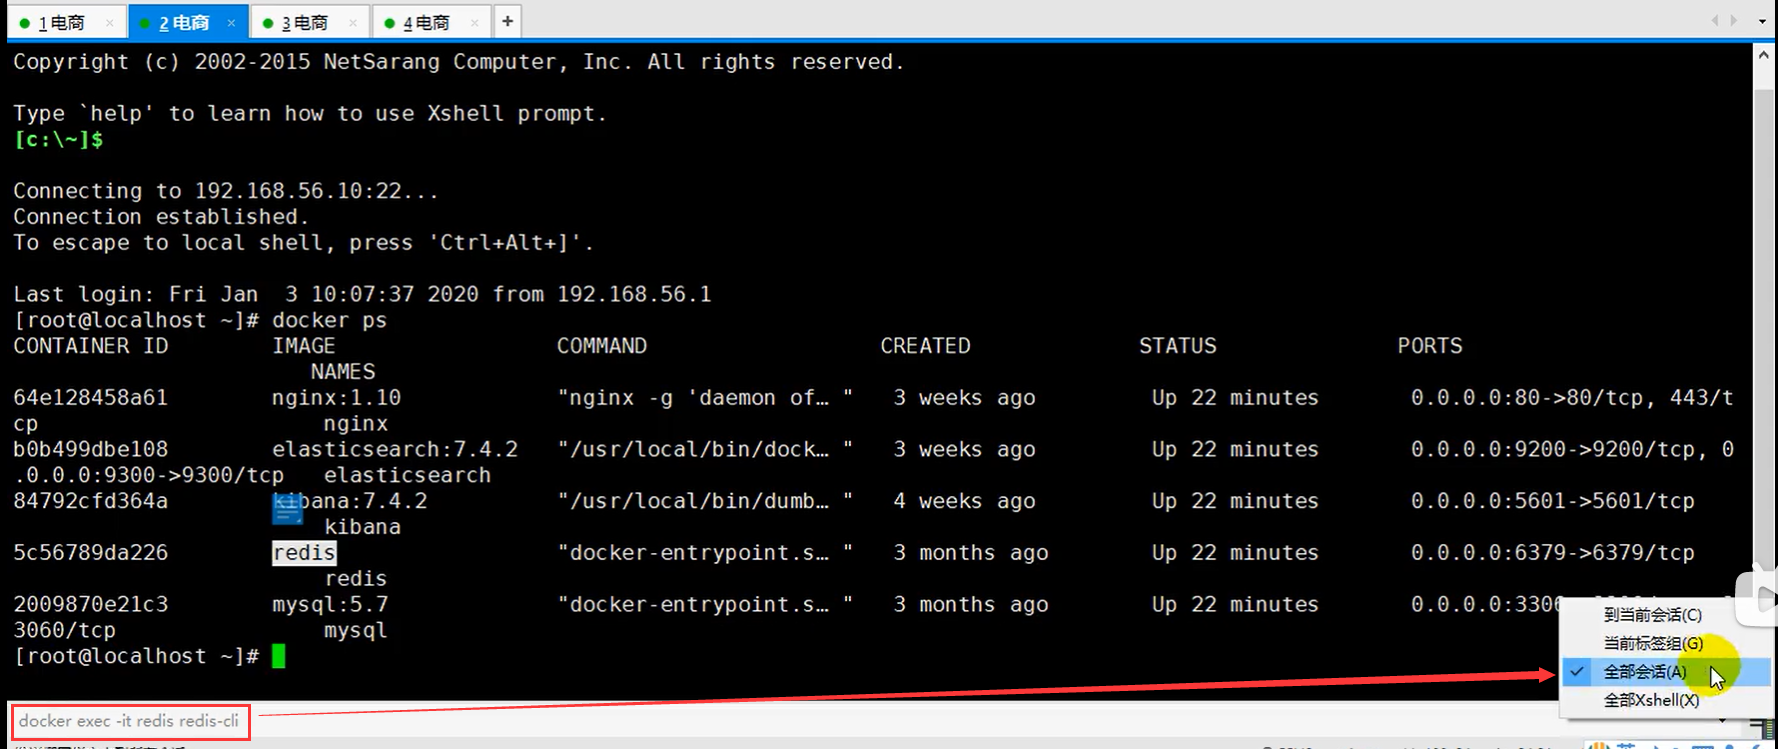 1 电商 × 2 电商 × 3 电商 × 4 电商 × +
Copyright (c) 2002-2015 NetSarang Computer, Inc. All rights reserved.
Type `help' to learn how to use Xshell prompt.
[c:\~]$
Connecting to 192.168.56.10:22...
Connection established.
To escape to local shell, press 'Ctrl+Alt+]'.
Last login: Fri Jan  3 10:07:37 2020 from 192.168.56.1
[root@localhost ~]# docker ps
CONTAINER ID IMAGE COMMAND CREATED STATUS PORTS
NAMES
64e128458a61 nginx:1.10 "nginx -g 'daemon of… " 3 weeks ago Up 22 minutes 0.0.0.0:80->80/tcp, 443/t
cp nginx
b0b499dbe108 elasticsearch:7.4.2 "/usr/local/bin/dock… " 3 weeks ago Up 22 minutes 0.0.0.0:9200->9200/tcp, 0
.0.0.0:9300->9300/tcp elasticsearch
84792cfd364a kibana:7.4.2 "/usr/local/bin/dumb… " 4 weeks ago Up 22 minutes 0.0.0.0:5601->5601/tcp
kibana
5c56789da226 redis "docker-entrypoint.s… " 3 months ago Up 22 minutes 0.0.0.0:6379->6379/tcp
redis
2009870e21c3 mysql:5.7 "docker-entrypoint.s… " 3 months ago Up 22 minutes 0.0.0.0:3306
3060/tcp mysql
[root@localhost ~]#
到当前会话(C)
当前标签组(G)
全部会话(A)
全部Xshell(X)
docker exec -it redis redis-cli